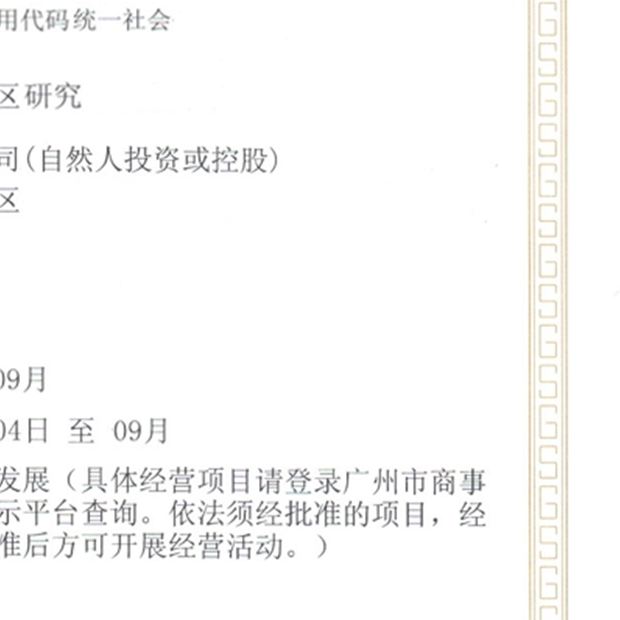 用代码统一社会
区研究
司(自然人投资或控股)
区
09月
04日 至 09月
发展（具体经营项目请登录广州市商事
示平台查询。依法须经批准的项目，经
准后方可开展经营活动。）